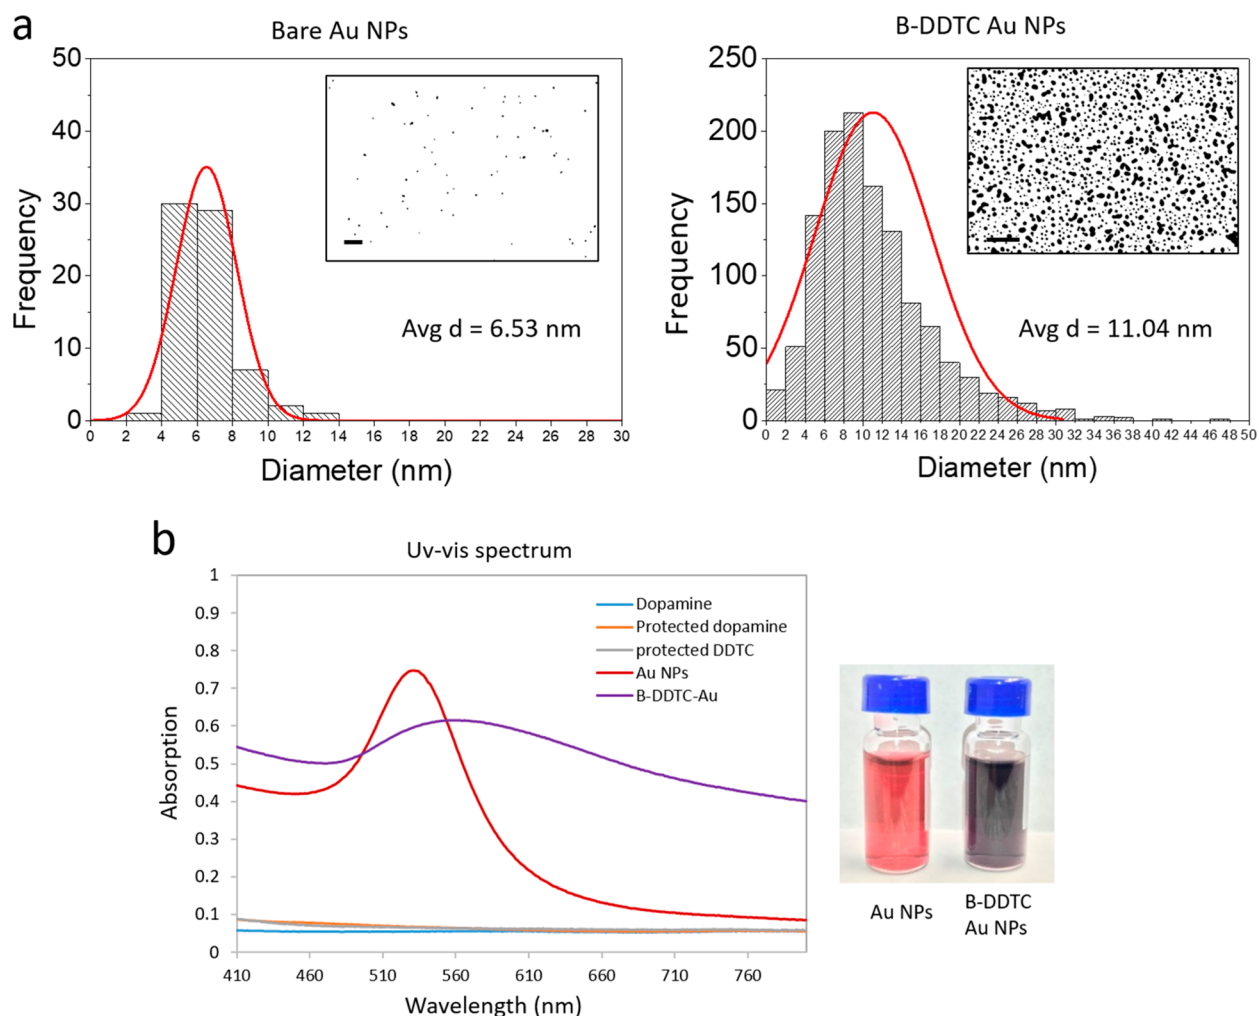 a
Bare Au NPs
50
40
30
20
10
0
Frequency
Avg d = 6.53 nm
0 2 4 6 8 10 12 14 16 18 20 22 24 26 28 30
Diameter (nm)
B-DDTC Au NPs
250
200
150
100
50
0
Frequency
Avg d = 11.04 nm
0 2 4 6 8 10 12 14 16 18 20 22 24 26 28 30 32 34 36 38 40 42 44 46 48 50
Diameter (nm)
b
Uv-vis spectrum
1
0.9
0.8
0.7
0.6
0.5
0.4
0.3
0.2
0.1
0
Absorption
Dopamine
Protected dopamine
protected DDTC
Au NPs
B-DDTC-Au
410 460 510 560 610 660 710 760
Wavelength (nm)
Au NPs
B-DDTC
Au NPs